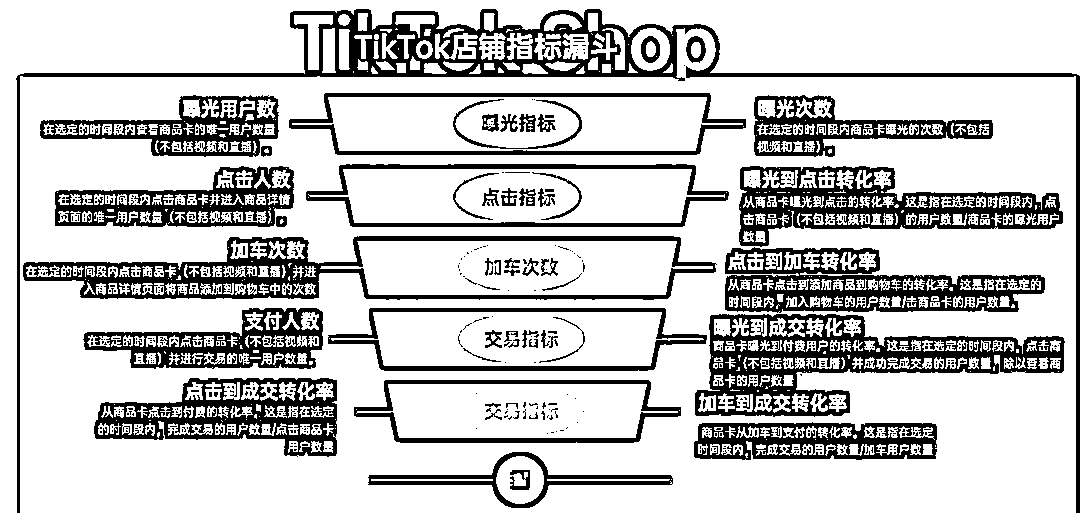 TikTok Shop
TikTok店铺指标漏斗
曝光用户数
在选定的时间段内查看商品卡的唯一用户数量
(不包括视频和直播)。
曝光指标
曝光次数
在选定的时间段内商品卡曝光的次数(不包括
视频和直播)。
点击人数
在选定的时间段内点击商品卡并进入商品详情
页面的唯一用户数量(不包括视频和直播)。
点击指标
曝光到点击转化率
从商品卡曝光到点击的转化率。这是指在选定的时间段内,点
击商品卡(不包括视频和直播)的用户数量/商品卡的曝光用户
数量
加车次数
在选定的时间段内点击商品卡(不包括视频和直播)并进
入商品详情页面将商品添加到购物车中的次数
加车次数
点击到加车转化率
从商品卡点击到添加商品到购物车的转化率。这是指在选定的
时间段内,加入购物车的用户数量/击商品卡的用户数量。
支付人数
在选定的时间段内点击商品卡(不包括视频和
直播)并进行交易的唯一用户数量。
交易指标
曝光到成交转化率
商品卡曝光到付费用户的转化率。这是指在选定的时间段内,点击商
品卡(不包括视频和直播)并成功完成交易的用户数量,除以查看商
品卡的用户数量
点击到成交转化率
从商品卡点击到付费的转化率。这是指在选定
的时间段内,完成交易的用户数量/点击商品卡
用户数量
交易指标
加车到成交转化率
商品卡从加车到支付的转化率。这是指在选定
时间段内,完成交易的用户数量/加车用户数量